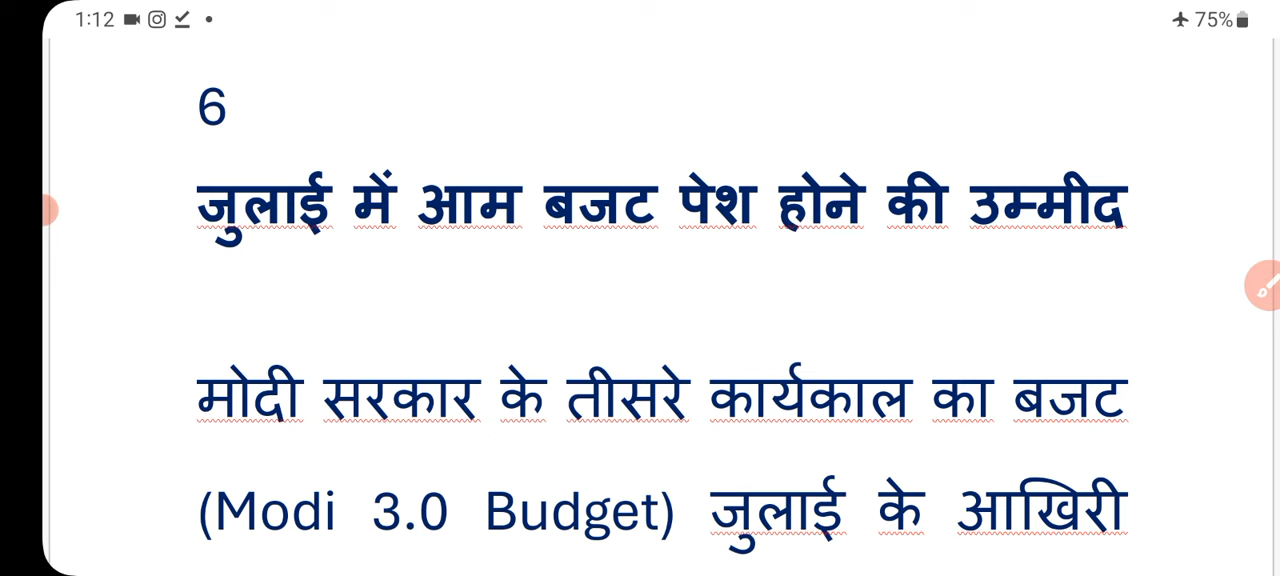 1:12
75%
6
जुलाई में आम बजट पेश होने की उम्मीद
मोदी सरकार के तीसरे कार्यकाल का बजट
(Modi 3.0 Budget) जुलाई के आखिरी